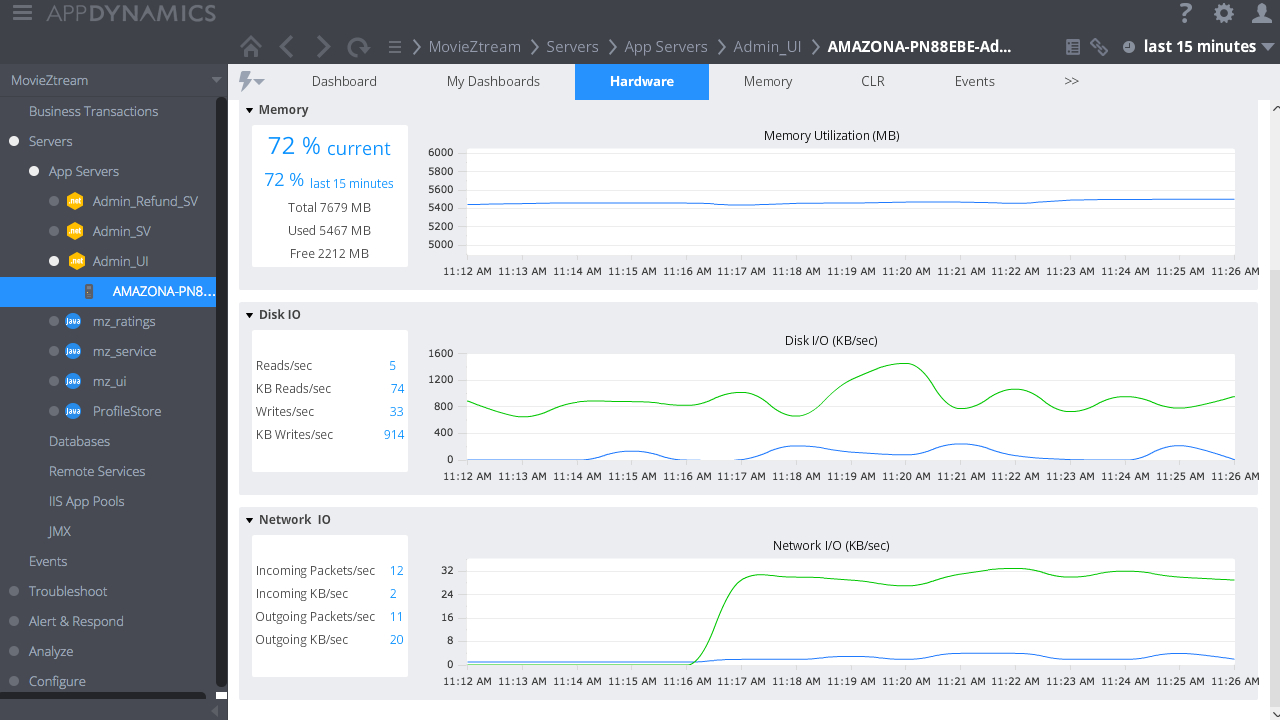 APPDYNAMICS
?
MovieZtream
Servers
App Servers
Admin_UI
AMAZONA-PN88EBE-Ad...
last 15 minutes
MovieZtream
Business Transactions
Servers
App Servers
.net Admin_Refund_SV
.net Admin_SV
.net Admin_UI
AMAZONA-PN8...
Java mz_ratings
Java mz_service
Java mz_ui
Java ProfileStore
Databases
Remote Services
IIS App Pools
JMX
Events
Troubleshoot
Alert & Respond
Analyze
Configure
Dashboard
My Dashboards
Hardware
Memory
CLR
Events
>>
Memory
72 % current
72 % last 15 minutes
Total 7679 MB
Used 5467 MB
Free 2212 MB
Memory Utilization (MB)
6000
5800
5600
5400
5200
5000
11:12 AM 11:13 AM 11:14 AM 11:15 AM 11:16 AM 11:17 AM 11:18 AM 11:19 AM 11:20 AM 11:21 AM 11:22 AM 11:23 AM 11:24 AM 11:25 AM 11:26 AM
Disk IO
Reads/sec 5
KB Reads/sec 74
Writes/sec 33
KB Writes/sec 914
Disk I/O (KB/sec)
1600
1200
800
400
0
11:12 AM 11:13 AM 11:14 AM 11:15 AM 11:16 AM 11:17 AM 11:18 AM 11:19 AM 11:20 AM 11:21 AM 11:22 AM 11:23 AM 11:24 AM 11:25 AM 11:26 AM
Network IO
Incoming Packets/sec 12
Incoming KB/sec 2
Outgoing Packets/sec 11
Outgoing KB/sec 20
Network I/O (KB/sec)
32
24
16
8
0
11:12 AM 11:13 AM 11:14 AM 11:15 AM 11:16 AM 11:17 AM 11:18 AM 11:19 AM 11:20 AM 11:21 AM 11:22 AM 11:23 AM 11:24 AM 11:25 AM 11:26 AM